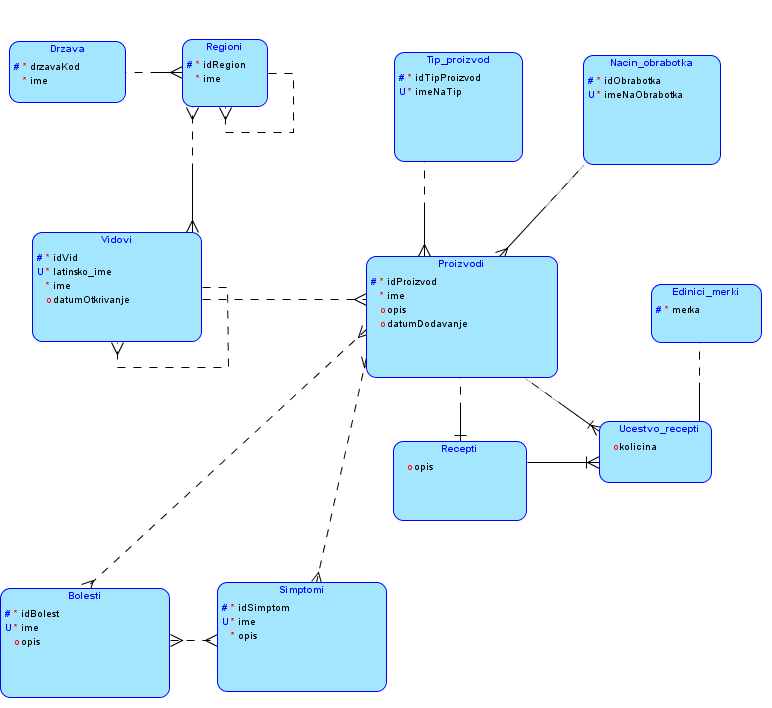 Drzava
# * drzavaKod
* ime
Regioni
# * idRegion
* ime
Tip_proizvod
# * idTipProizvod
U * imeNaTip
Nacin_obrabotka
# * idObrabotka
U * imeNaObrabotka
Vidovi
# * idVid
U * latinsko_ime
* ime
o datumOtkrivanje
Proizvodi
# * idProizvod
* ime
o opis
o datumDodavanje
Edinici_merki
# * merka
Recepti
o opis
Ucestvo_recepti
o kolicina
Bolesti
# * idBolest
U * ime
o opis
Simptomi
# * idSimptom
U * ime
* opis